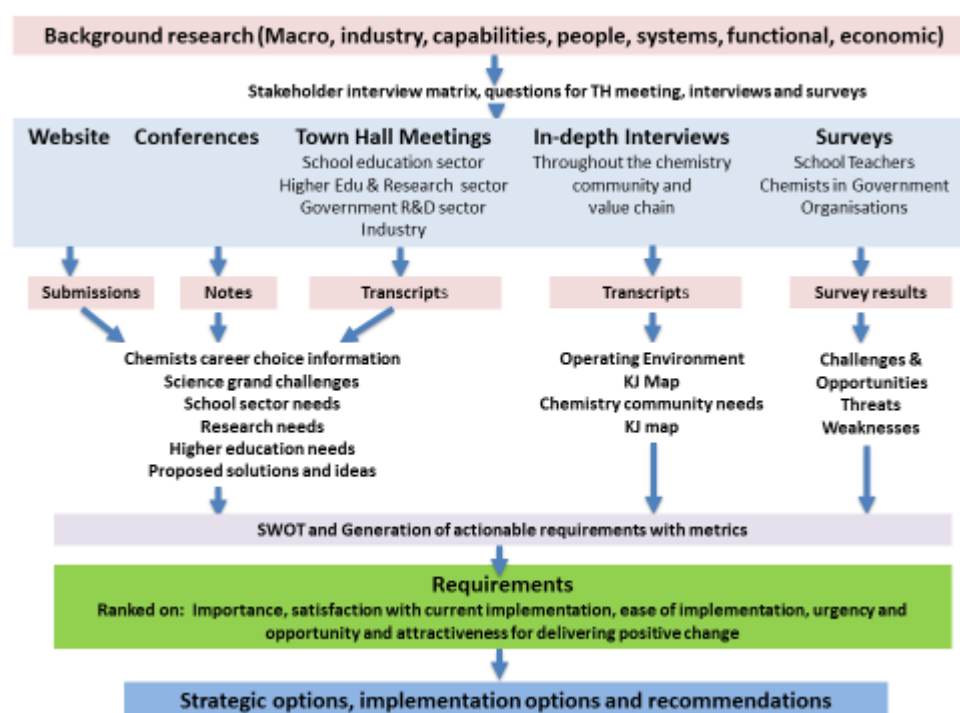 Background research (Macro, industry, capabilities, people, systems, functional, economic)
Stakeholder interview matrix, questions for TH meeting, interviews and surveys
Website
Conferences
Town Hall Meetings
School education sector
Higher Edu & Research sector
Government R&D sector
Industry
In-depth Interviews
Throughout the chemistry
community and
value chain
Surveys
School Teachers
Chemists in Government
Organisations
Submissions
Notes
Transcripts
Transcripts
Survey results
Chemists career choice information
Science grand challenges
School sector needs
Research needs
Higher education needs
Proposed solutions and ideas
Operating Environment
KJ Map
Chemistry community needs
KJ map
Challenges &
Opportunities
Threats
Weaknesses
SWOT and Generation of actionable requirements with metrics
Requirements
Ranked on: Importance, satisfaction with current implementation, ease of implementation, urgency and
opportunity and attractiveness for delivering positive change
Strategic options, implementation options and recommendations